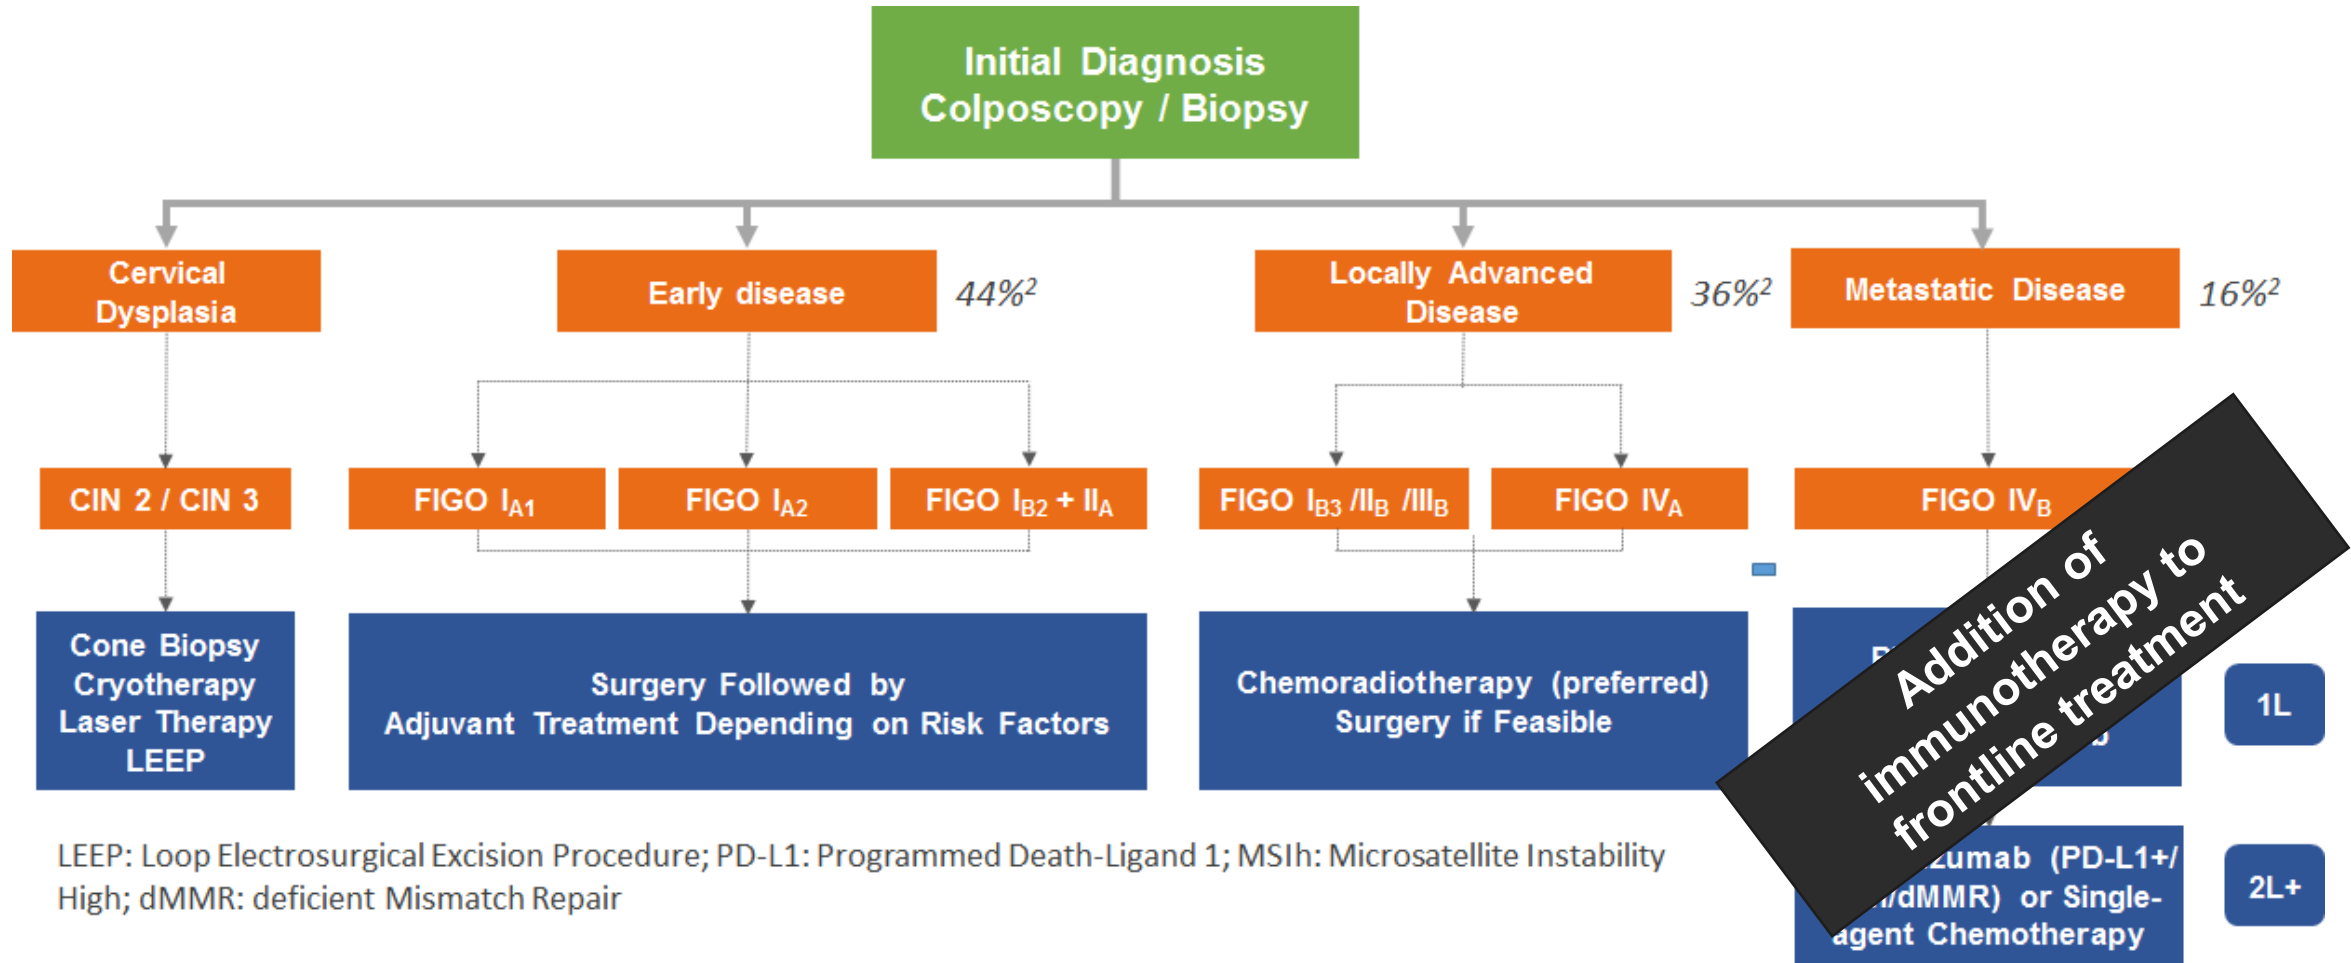 Initial Diagnosis
Colposcopy / Biopsy
Cervical
Dysplasia
Early disease
44%2
Locally Advanced
Disease
36%2
Metastatic Disease
16%2
CIN 2 / CIN 3
FIGO IA1
FIGO IA2
FIGO IB2 + IIA
FIGO IB3 /IIB /IIIB
FIGO IVA
FIGO IVB
Cone Biopsy
Cryotherapy
Laser Therapy
LEEP
Surgery Followed by
Adjuvant Treatment Depending on Risk Factors
Chemoradiotherapy (preferred)
Surgery if Feasible
Addition of
immunotherapy to
frontline treatment
1L
(PD-L1+/
/dMMR) or Single-
agent Chemotherapy
2L+
LEEP: Loop Electrosurgical Excision Procedure; PD-L1: Programmed Death-Ligand 1; MSIh: Microsatellite Instability
High; dMMR: deficient Mismatch Repair